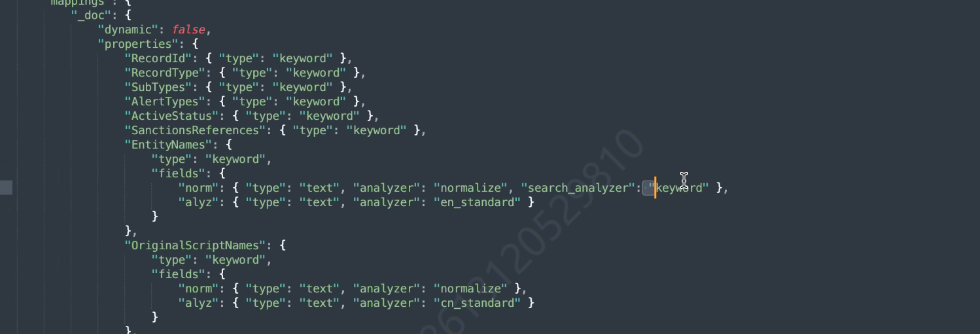 mappings": {
"_doc": {
"dynamic": false,
"properties": {
"RecordId": { "type": "keyword" },
"RecordType": { "type": "keyword" },
"SubTypes": { "type": "keyword" },
"AlertTypes": { "type": "keyword" },
"ActiveStatus": { "type": "keyword" },
"SanctionsReferences": { "type": "keyword" },
"EntityNames": {
"type": "keyword",
"fields": {
"norm": { "type": "text", "analyzer": "normalize", "search_analyzer": "keyword" },
"alyz": { "type": "text", "analyzer": "en_standard" }
}
},
"OriginalScriptNames": {
"type": "keyword",
"fields": {
"norm": { "type": "text", "analyzer": "normalize" },
"alyz": { "type": "text", "analyzer": "cn_standard" }
}
},